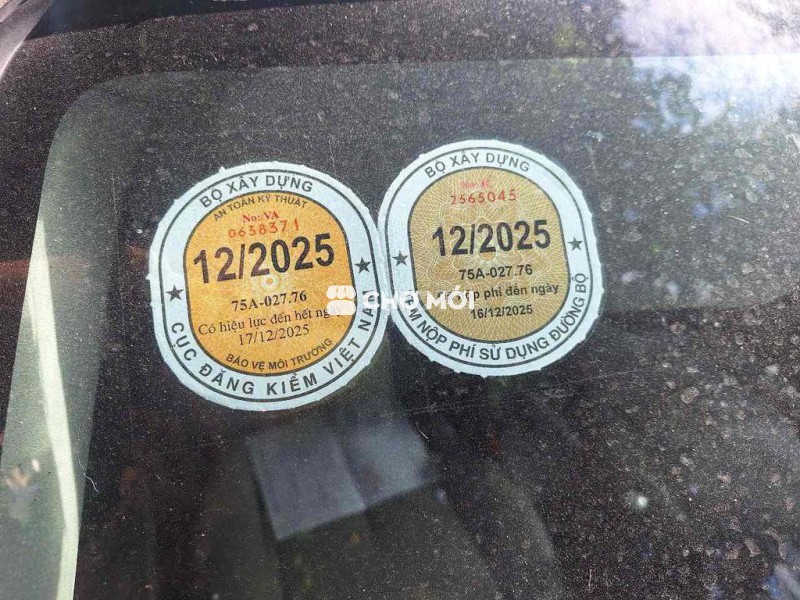 BỘ XÂY DỰNG
AN TOÀN KỸ THUẬT
No: VA
0638371
12/2025
75A-027.76
Có hiệu lực đến hết
17/12/2025
BẢO VỆ MÔI TRƯỜNG
CỤC ĐĂNG KIỂM VIỆT NAM
BỘ XÂY DỰNG
2565045
12/2025
75A-027.76
phí đến ngày
16/12/2025
NỘP PHÍ SỬ DỤNG ĐƯỜNG BỘ
CHỢ MỚI